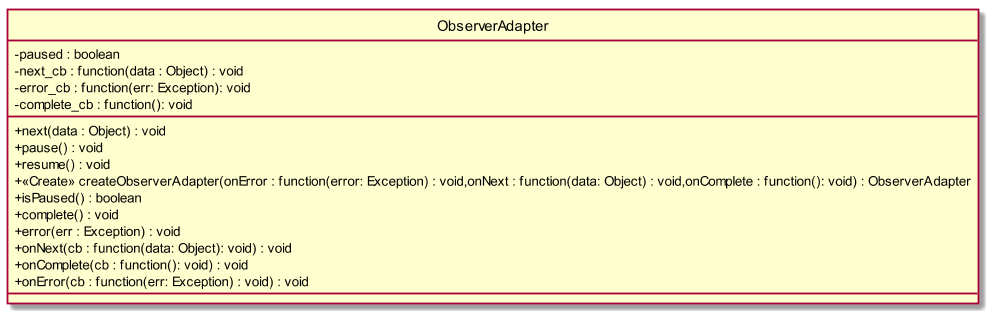 ObserverAdapter
-paused : boolean
-next_cb : function(data : Object) : void
-error_cb : function(err: Exception): void
-complete_cb : function(): void
+next(data : Object) : void
+pause() : void
+resume() : void
+«Create» createObserverAdapter(onError : function(error: Exception) : void,onNext : function(data: Object) : void,onComplete : function(): void) : ObserverAdapter
+isPaused() : boolean
+complete() : void
+error(err : Exception) : void
+onNext(cb : function(data: Object): void) : void
+onComplete(cb : function(): void) : void
+onError(cb : function(err: Exception) : void) : void